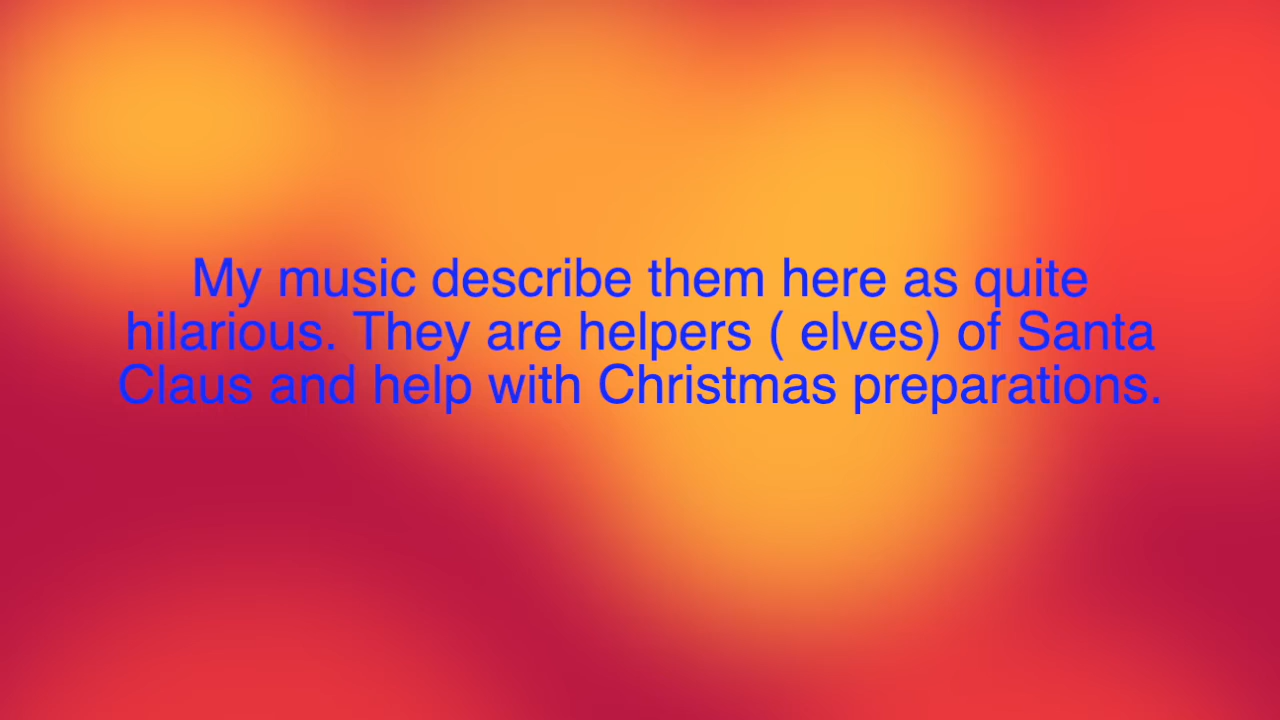 My music describe them here as quite
hilarious. They are helpers ( elves) of Santa
Claus and help with Christmas preparations.